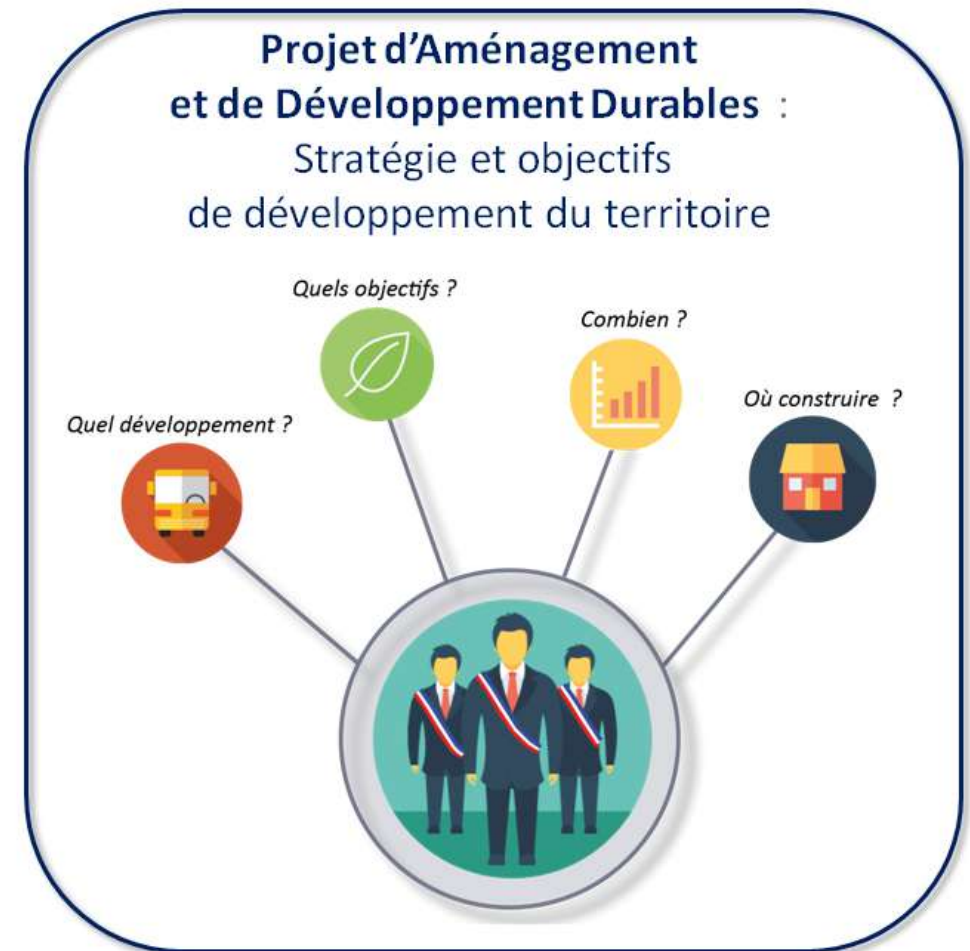 Projet d'Aménagement
et de Développement Durables :
Stratégie et objectifs
de développement du territoire
Quels objectifs ?
Combien ?
Où construire ?
Quel développement ?